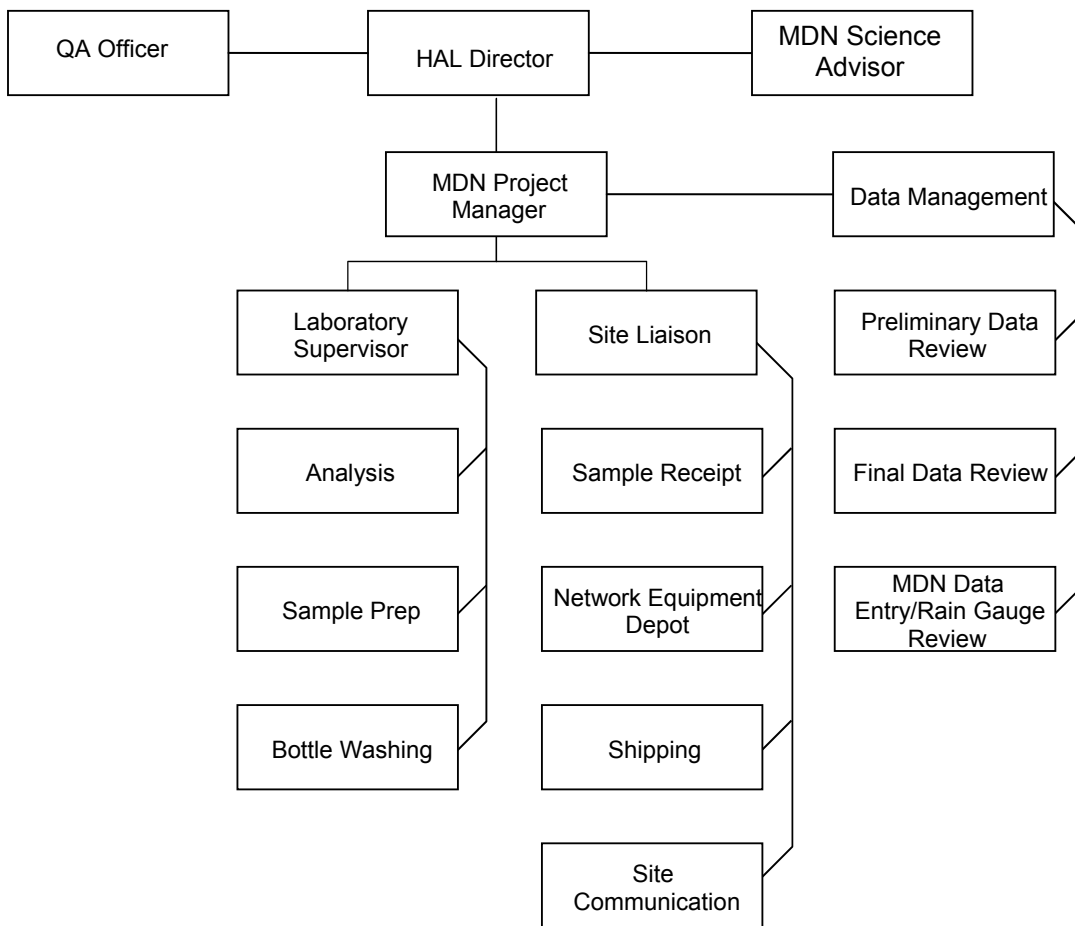 QA Officer
HAL Director
MDN Science
Advisor
MDN Project
Manager
Data Management
Laboratory
Supervisor
Site Liaison
Preliminary Data
Review
Analysis
Sample Receipt
Final Data Review
Sample Prep
Network Equipment
Depot
MDN Data
Entry/Rain Gauge
Review
Bottle Washing
Shipping
Site
Communication